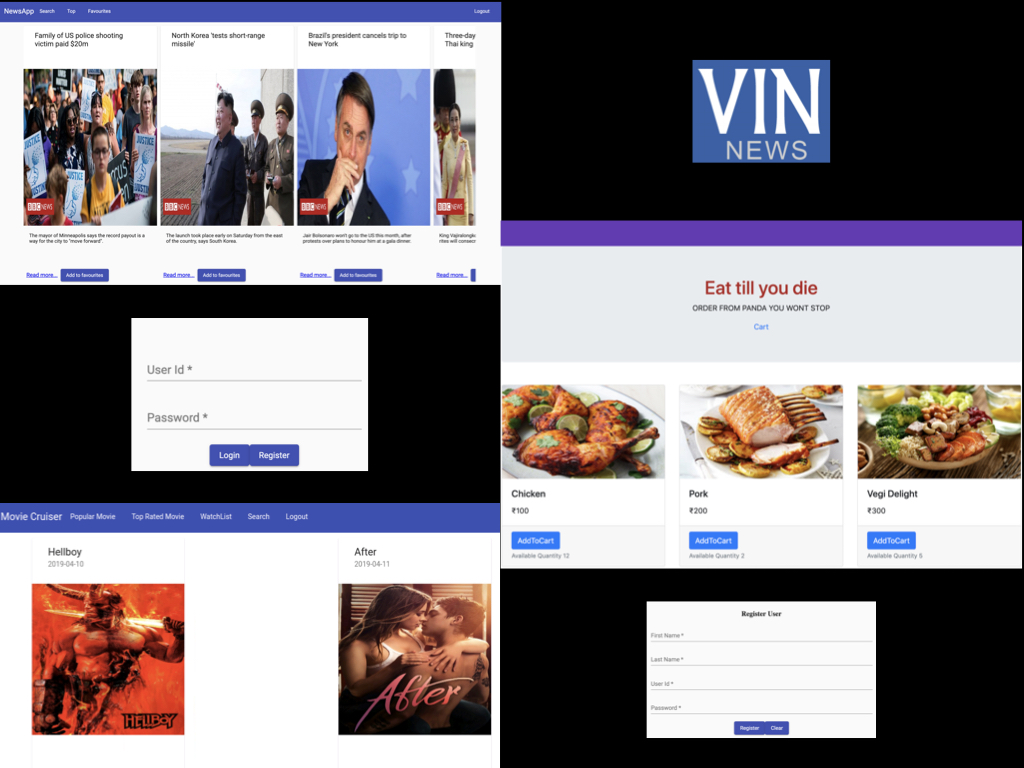 NewsApp Search Top Favourites Logout
Family of US police shooting
victim paid $20m
North Korea 'tests short-range
missile'
Brazil's president cancels trip to
New York
Three-day
Thai king
JUSTICE
JUSTICE
JUSTICE
BBC NEWS
BBC NEWS
BBC NEWS
BBC NEWS
The mayor of Minneapolis says the record payout is a
way for the city to "move forward".
The launch took place early on Saturday from the east
of the country, says South Korea.
Jair Bolsonaro won't go to the US this month, after
protests over plans to honour him at a gala dinner.
King Vajiralongko
rites will consecr
Read more... Add to favourites
Read more... Add to favourites
Read more... Add to favourites
Read more...
VIN
NEWS
Eat till you die
ORDER FROM PANDA YOU WONT STOP
Cart
Chicken
₹100
AddToCart
Available Quantity 12
Pork
₹200
AddToCart
Available Quantity 2
Vegi Delight
₹300
AddToCart
Available Quantity 5
User Id *
Password *
Login Register
Movie Cruiser Popular Movie Top Rated Movie WatchList Search Logout
Hellboy
2019-04-10
HELLBOY
After
2019-04-11
After
Register User
First Name *
Last Name *
User Id *
Password *
Register Clear